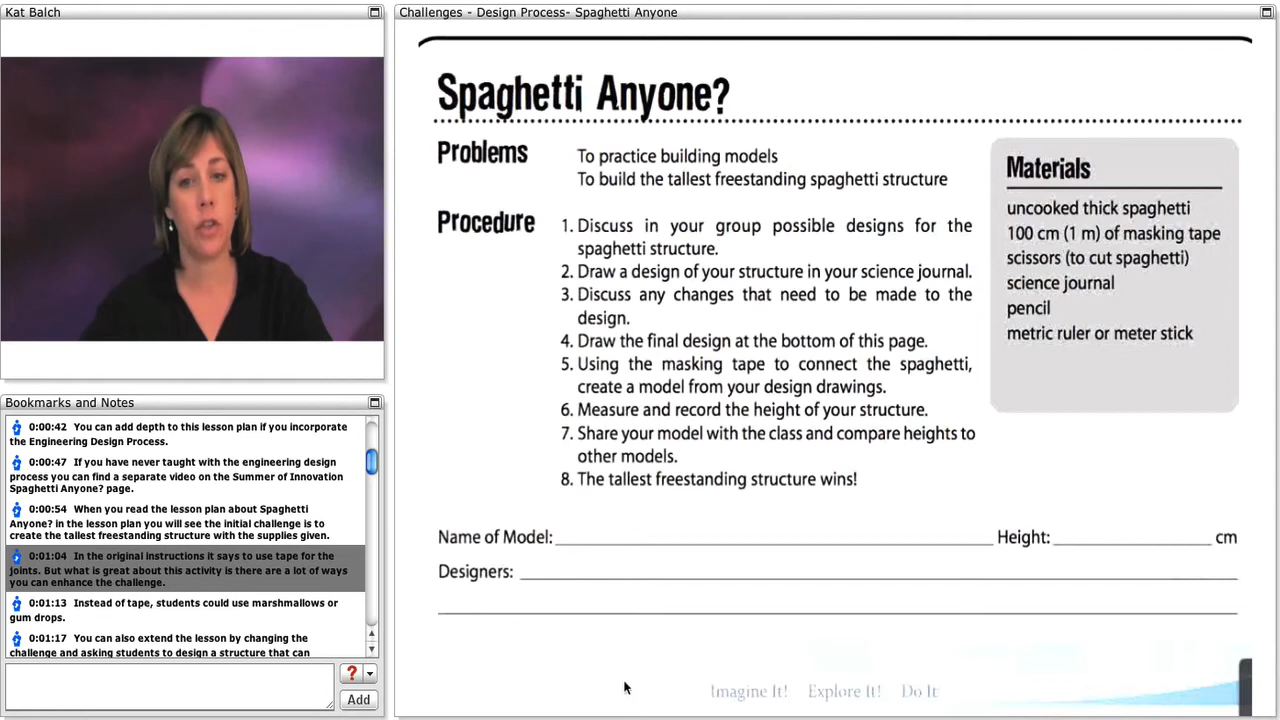 Kat Balch
Challenges - Design Process- Spaghetti Anyone
Spaghetti Anyone?
Problems
To practice building models
To build the tallest freestanding spaghetti structure
Procedure
1. Discuss in your group possible designs for the
spaghetti structure.
2. Draw a design of your structure in your science journal.
3. Discuss any changes that need to be made to the
design.
4. Draw the final design at the bottom of this page.
5. Using the masking tape to connect the spaghetti,
create a model from your design drawings.
6. Measure and record the height of your structure.
7. Share your model with the class and compare heights to
other models.
8. The tallest freestanding structure wins!
Materials
uncooked thick spaghetti
100 cm (1 m) of masking tape
scissors (to cut spaghetti)
science journal
pencil
metric ruler or meter stick
Name of Model: Height: cm
Designers:
Imagine It! Explore It! Do It
Bookmarks and Notes
0:00:42 You can add depth to this lesson plan if you incorporate
the Engineering Design Process.
0:00:47 If you have never taught with the engineering design
process you can find a separate video on the Summer of Innovation
Spaghetti Anyone? page.
0:00:54 When you read the lesson plan about Spaghetti
Anyone? in the lesson plan you will see the initial challenge is to
create the tallest freestanding structure with the supplies given.
0:01:04 In the original instructions it says to use tape for the
joints. But what is great about this activity is there are a lot of ways
you can enhance the challenge.
0:01:13 Instead of tape, students could use marshmallows or
gum drops.
0:01:17 You can also extend the lesson by changing the
challenge and asking students to design a structure that can
?
Add